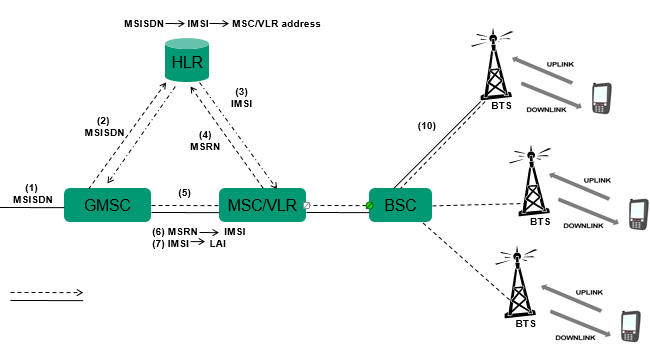 MSISDN → IMSI → MSC/VLR address
HLR
(3)
IMSI
(2)
MSISDN
(4)
MSRN
(1)
MSISDN
GMSC
(5)
MSC/VLR
BSC
(6) MSRN → IMSI
(7) IMSI → LAI
(10)
UPLINK
DOWNLINK
BTS
UPLINK
DOWNLINK
BTS
UPLINK
DOWNLINK
BTS